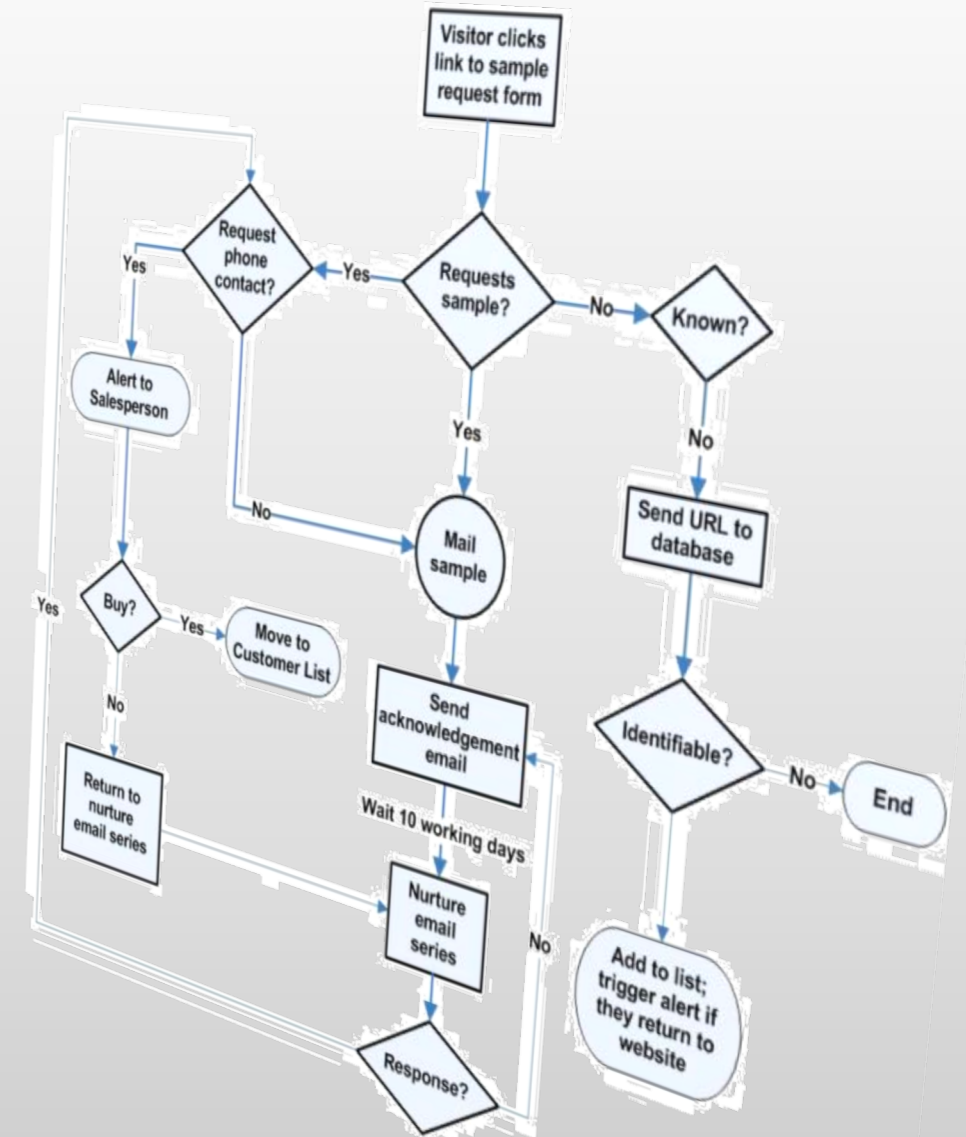 Visitor clicks
link to sample
request form
Request
phone
contact?
Yes
Requests
sample?
Yes
No
Known?
Alert to
Salesperson
Yes
No
No
Mail
sample
Send URL to
database
Buy?
Yes
Yes
Move to
Customer List
No
Send
acknowledgement
email
Identifiable?
No
End
Return to
nurture
email series
Wait 10 working days
Nurture
email
series
No
Add to list;
trigger alert if
they return to
website
Response?